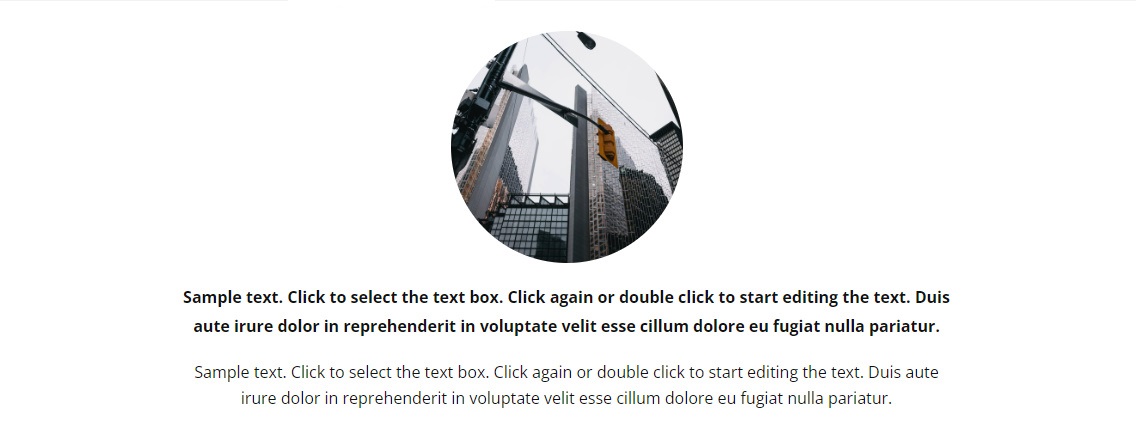 Sample text. Click to select the text box. Click again or double click to start editing the text. Duis
aute irure dolor in reprehenderit in voluptate velit esse cillum dolore eu fugiat nulla pariatur.
Sample text. Click to select the text box. Click again or double click to start editing the text. Duis aute
irure dolor in reprehenderit in voluptate velit esse cillum dolore eu fugiat nulla pariatur.